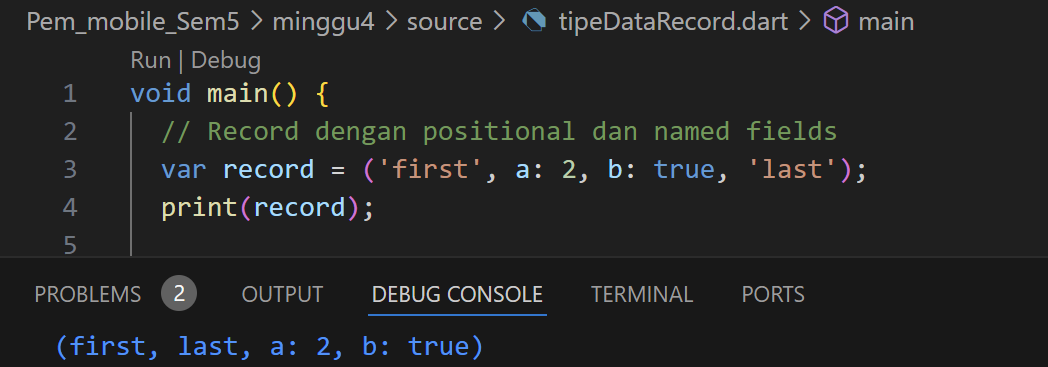 Pem_mobile_Sem5 > minggu4 > source > tipeDataRecord.dart > main
Run | Debug
1 void main() {
2 // Record dengan positional dan named fields
3 var record = ('first', a: 2, b: true, 'last');
4 print(record);
5
PROBLEMS 2 OUTPUT DEBUG CONSOLE TERMINAL PORTS
(first, last, a: 2, b: true)